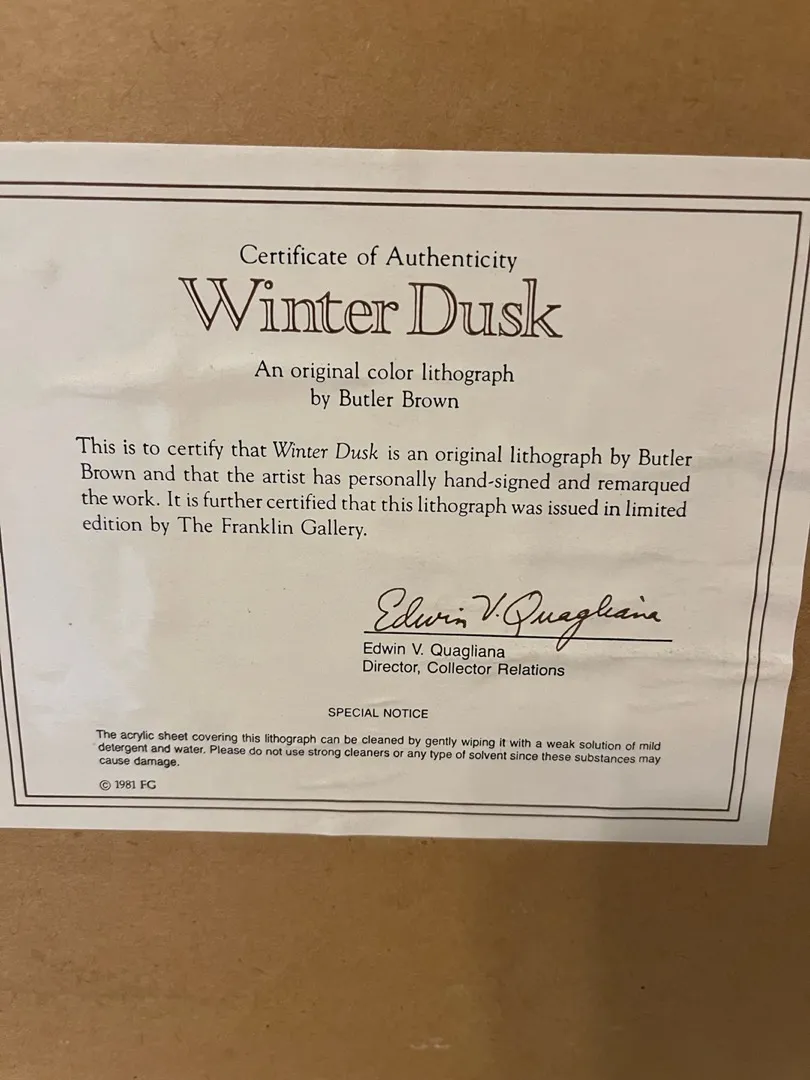 Certificate of Authenticity
Winter Dusk
An original color lithograph
by Butler Brown
This is to certify that Winter Dusk is an original lithograph by Butler
Brown and that the artist has personally hand-signed and remarqued
the work. It is further certified that this lithograph was issued in limited
edition by The Franklin Gallery.
Edwin V. Quagliana
Edwin V. Quagliana
Director, Collector Relations
SPECIAL NOTICE
The acrylic sheet covering this lithograph can be cleaned by gently wiping it with a weak solution of mild
detergent and water. Please do not use strong cleaners or any type of solvent since these substances may
cause damage.
© 1981 FG